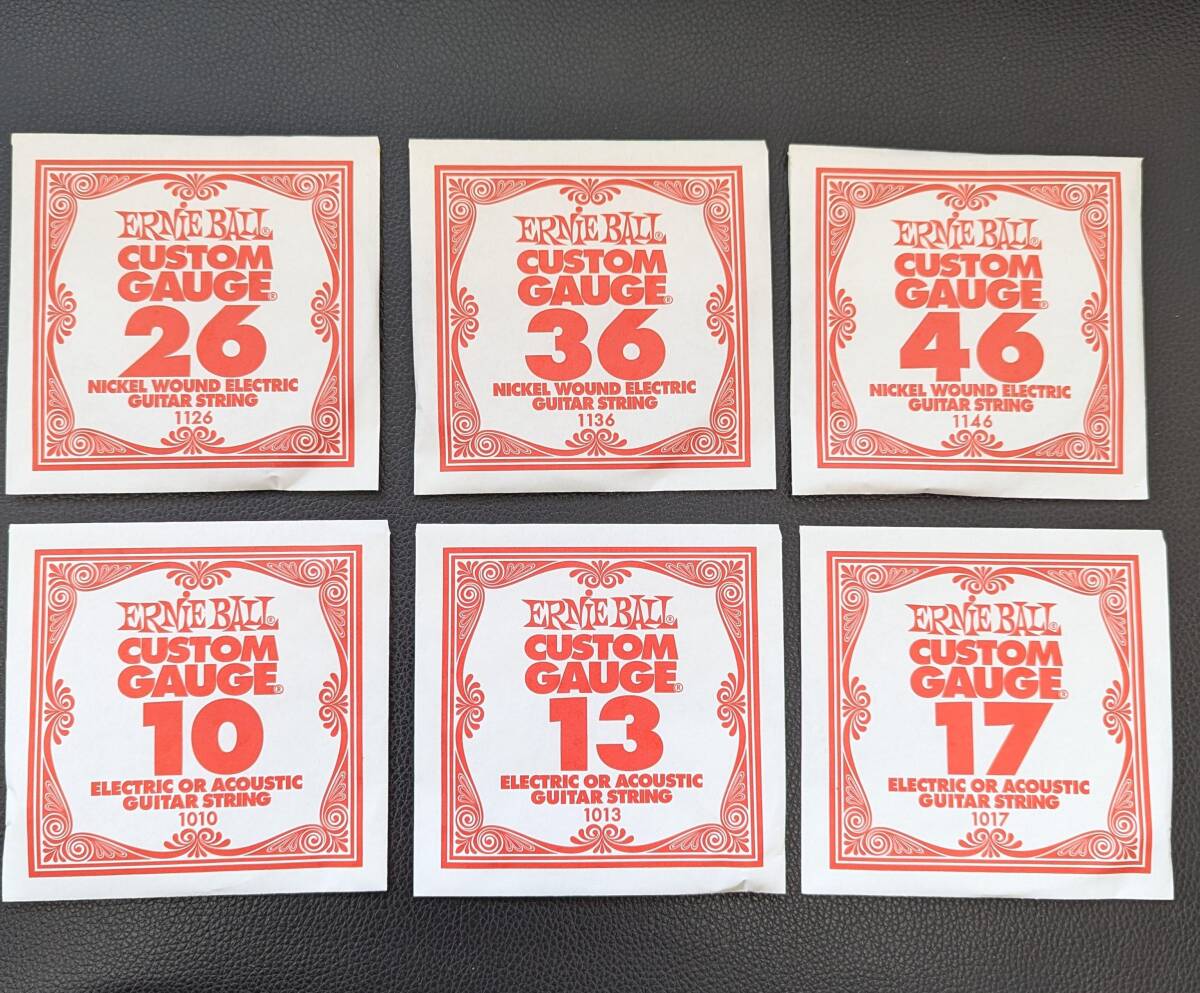 ERNIE BALL®
CUSTOM
GAUGE®
26
NICKEL WOUND ELECTRIC
GUITAR STRING
1126
ERNIE BALL®
CUSTOM
GAUGE®
36
NICKEL WOUND ELECTRIC
GUITAR STRING
1136
ERNIE BALL®
CUSTOM
GAUGE®
46
NICKEL WOUND ELECTRIC
GUITAR STRING
1146
ERNIE BALL®
CUSTOM
GAUGE®
10
ELECTRIC OR ACOUSTIC
GUITAR STRING
1010
ERNIE BALL®
CUSTOM
GAUGE®
13
ELECTRIC OR ACOUSTIC
GUITAR STRING
1013
ERNIE BALL®
CUSTOM
GAUGE®
17
ELECTRIC OR ACOUSTIC
GUITAR STRING
1017